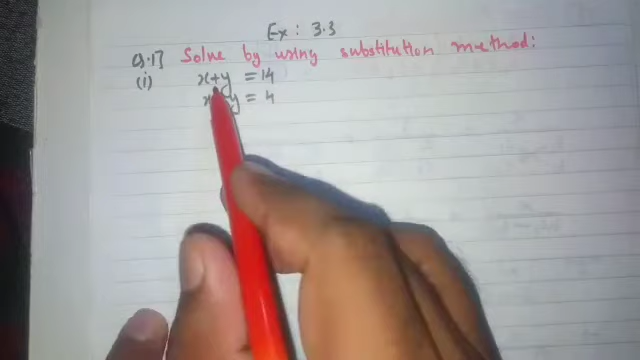 Ex: 3.3
Q.1] Solve by using substitution method:
(i) x+y = 14
x y = 4